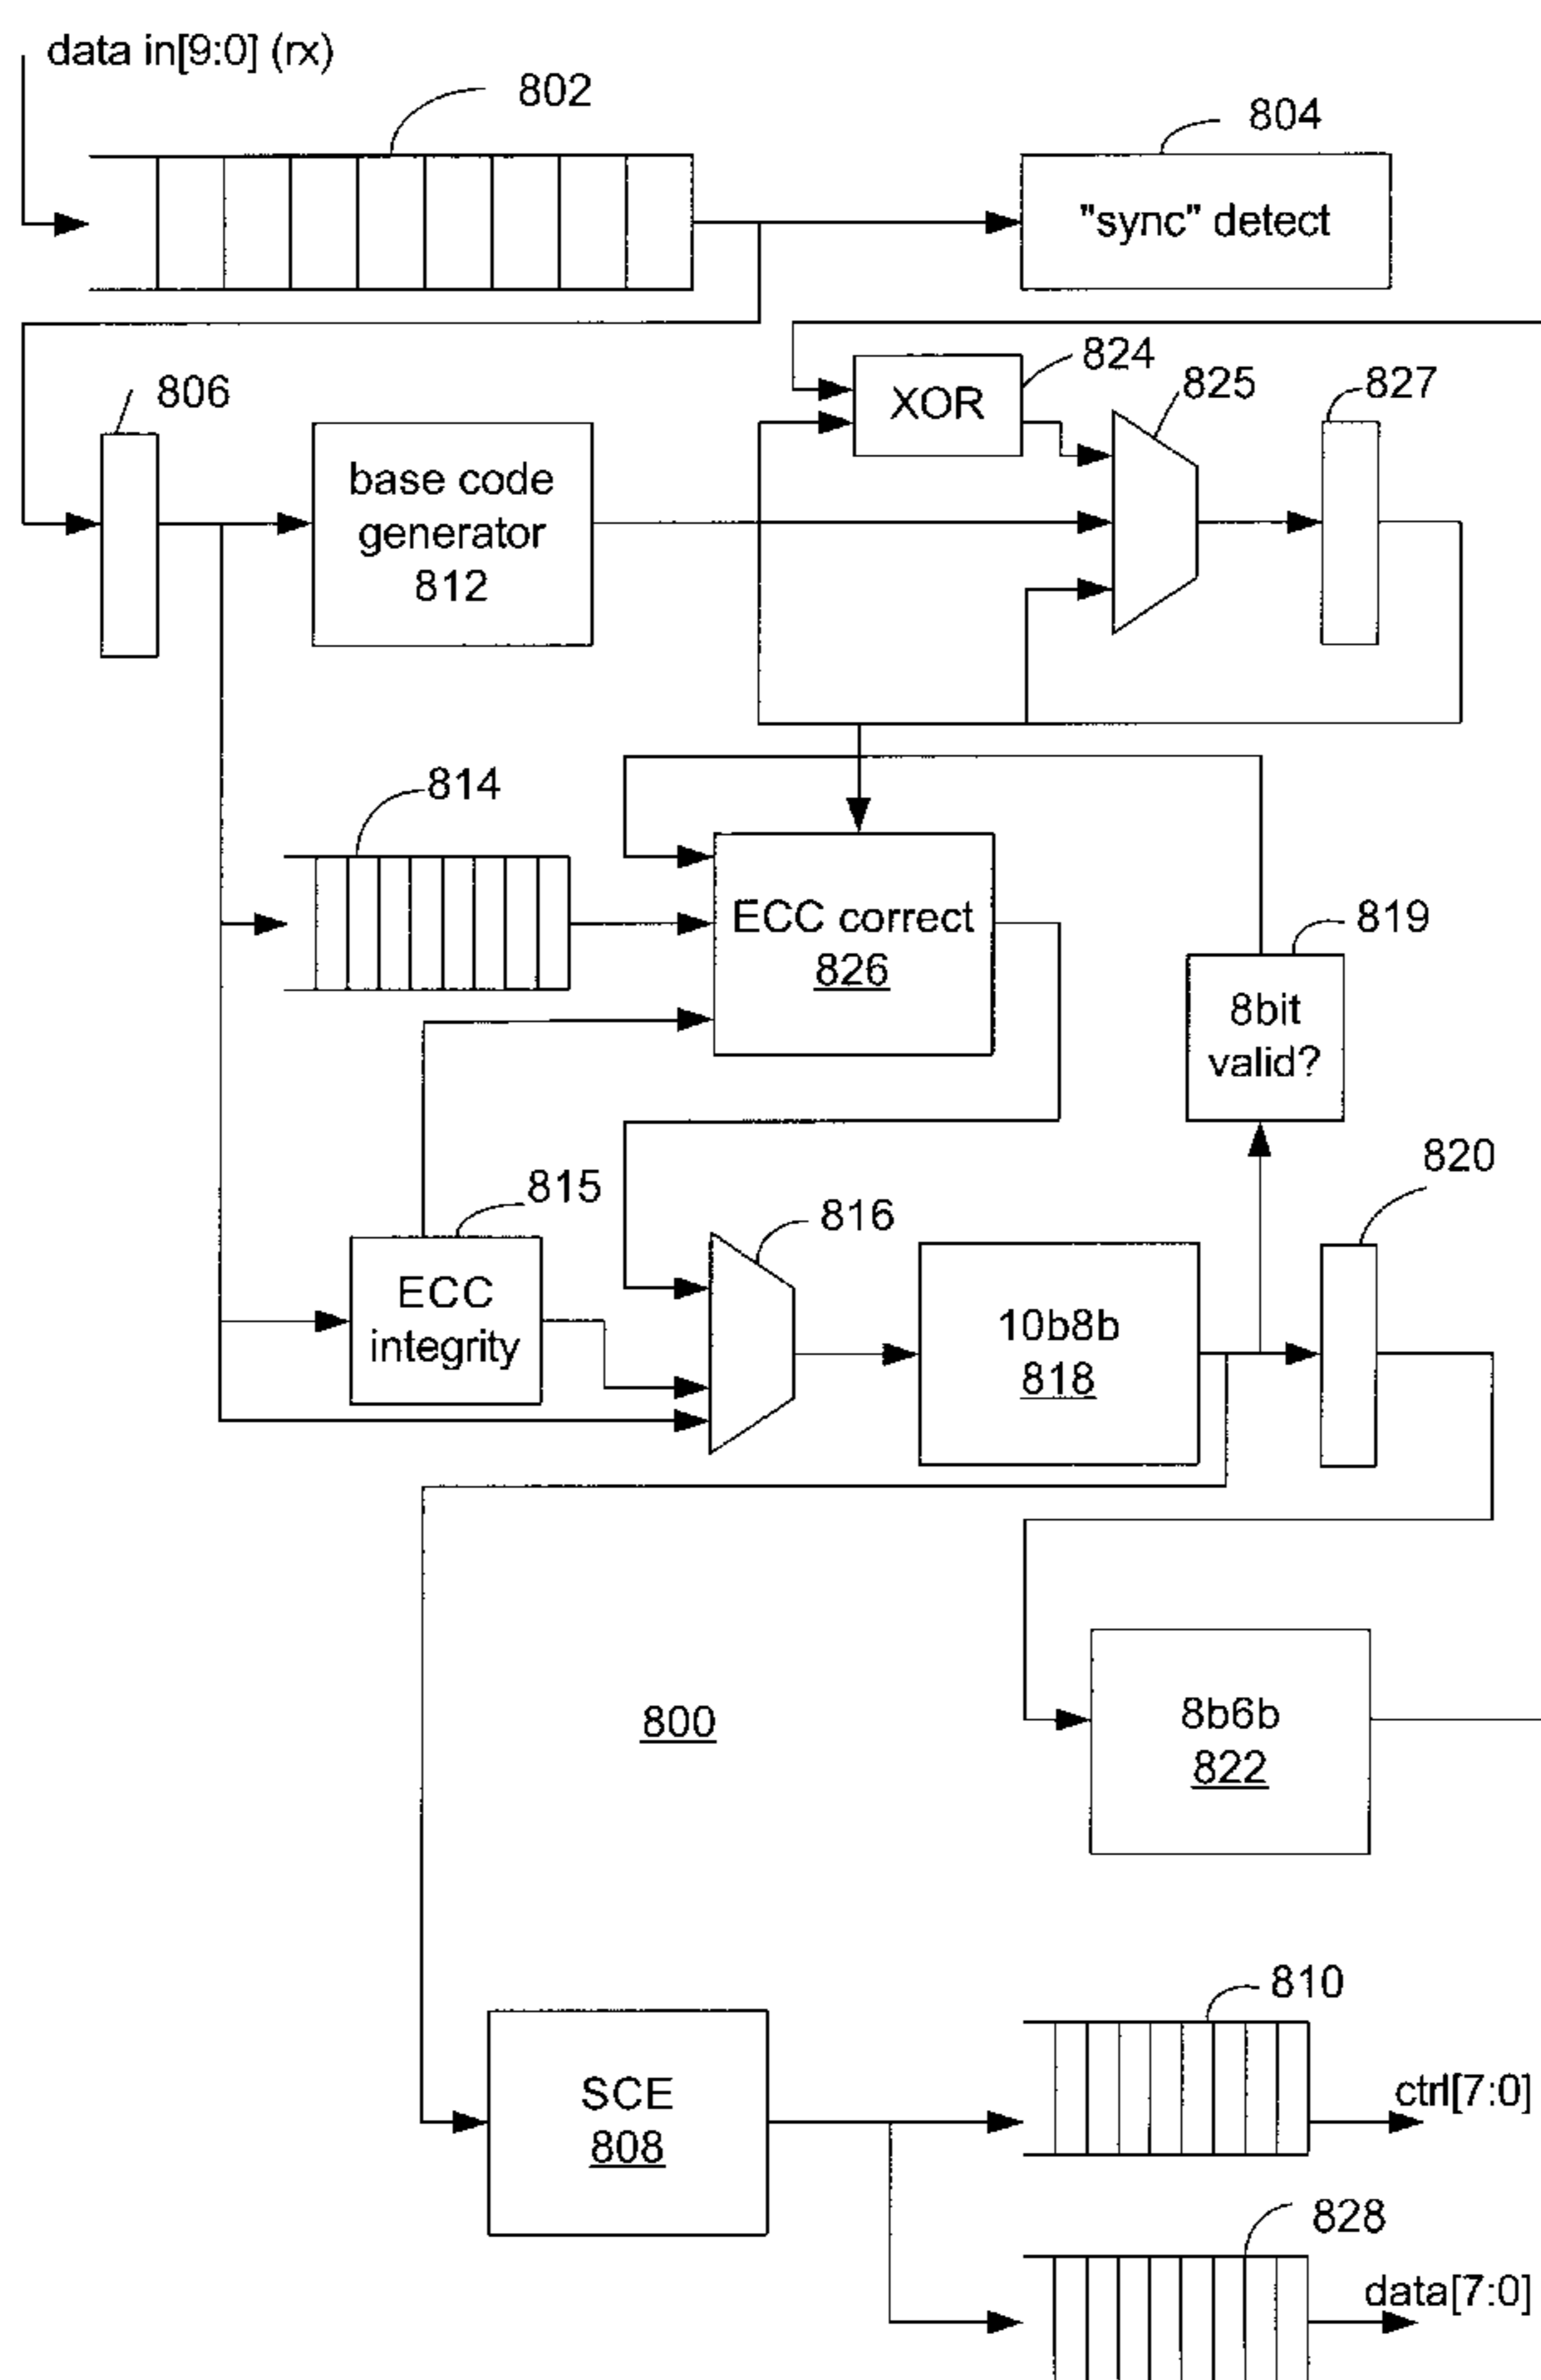 data in[9:0] (rx)
802
804
"sync" detect
824
825
827
806
XOR
base code
generator
812
814
819
ECC correct
826
8bit
valid?
820
815
816
ECC
integrity
10b8b
818
800
8b6b
822
810
SCE
808
ctrl[7:0]
828
data[7:0]